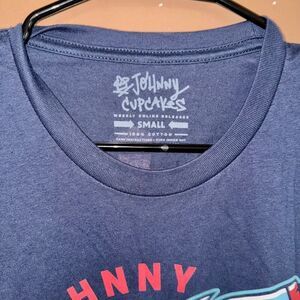 Johnny
Cupcakes
WEEKLY ONLINE RELEASES
SMALL
100% COTTON
HNNY